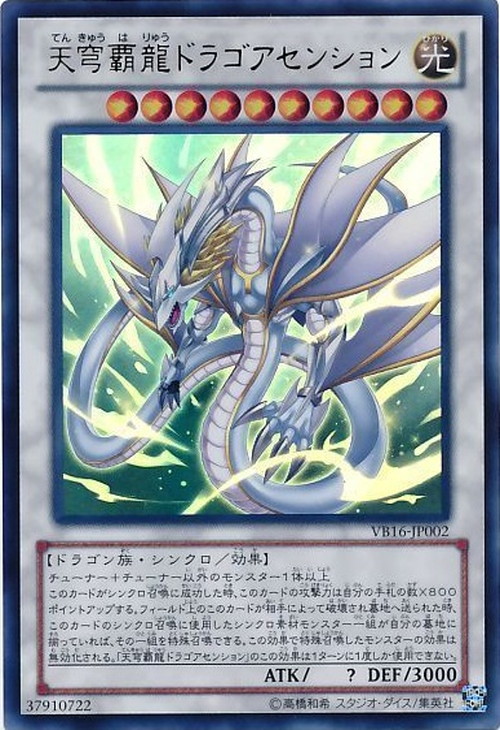 てんきゅう は りゅう
天穹覇龍ドラゴアセンション
ひかり
光
VB16-JP002
【ドラゴン族・シンクロ／効果】
チューナー＋チューナー以外のモンスター1体以上
このカードがシンクロ召喚に成功した時、このカードの攻撃力は自分の手札の数×800
ポイントアップする。フィールド上のこのカードが相手によって破壊され墓地へ送られた時、
このカードのシンクロ召喚に使用したシンクロ素材モンスター一組が自分の墓地に
揃っていれば、その一組を特殊召喚できる。この効果で特殊召喚したモンスターの効果は
無効化される。「天穹覇龍ドラゴアセンション」のこの効果は1ターンに1度しか使用できない。
ATK/ ? DEF/3000
37910722
©高橋和希 スタジオ・ダイス/集英社